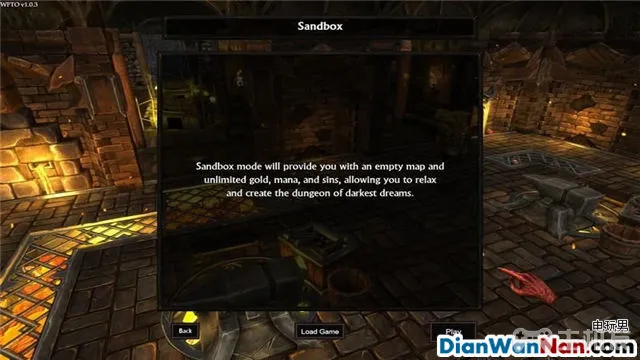 WFTO v1.0.3
Sandbox
Sandbox mode will provide you with an empty map and
unlimited gold, mana, and sins, allowing you to relax
and create the dungeon of darkest dreams.
Back
Load Game
Play
电玩男
DianWanNan.com